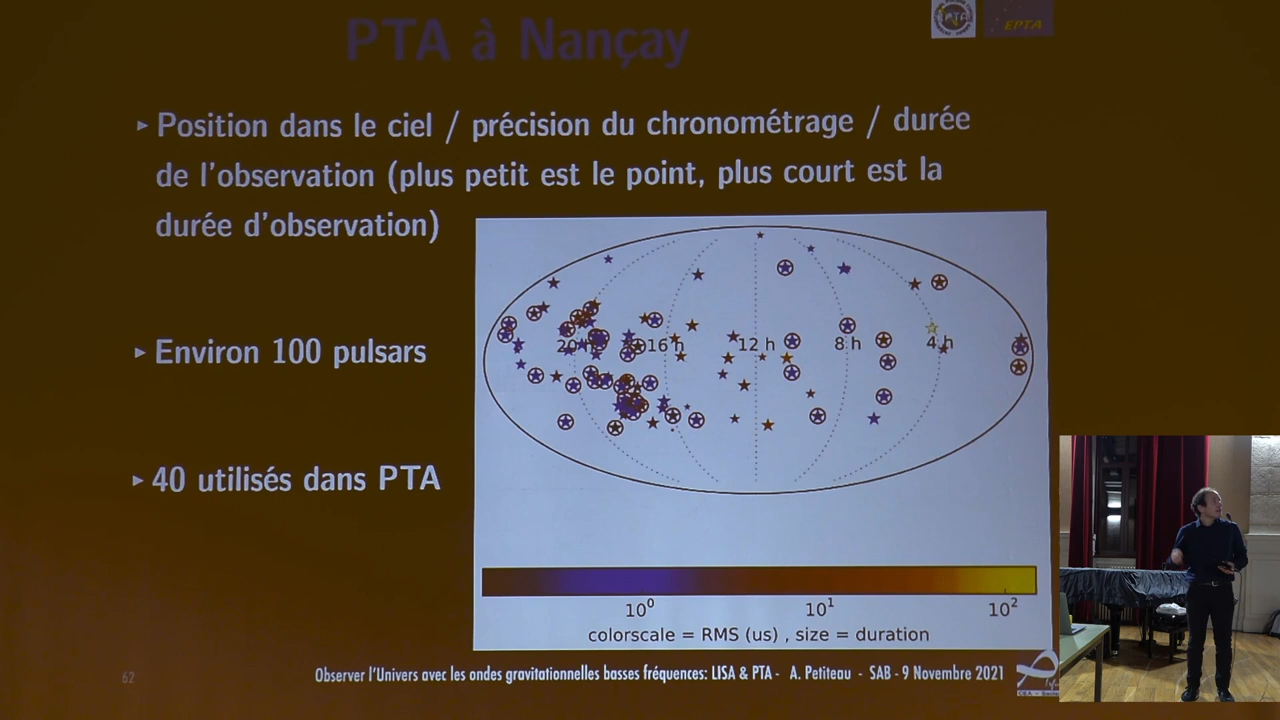 PTA à Nançay
EPTA
▸ Position dans le ciel / précision du chronométrage / durée
de l'observation (plus petit est le point, plus court est la
durée d'observation)
▸ Environ 100 pulsars
▸ 40 utilisés dans PTA
20 h 16 h 12 h 8 h 4 h
10⁰ 10¹ 10²
colorscale = RMS (us) , size = duration
62
Observer l'Univers avec les ondes gravitationnelles basses fréquences: LISA & PTA - A. Petiteau - SAB - 9 Novembre 2021